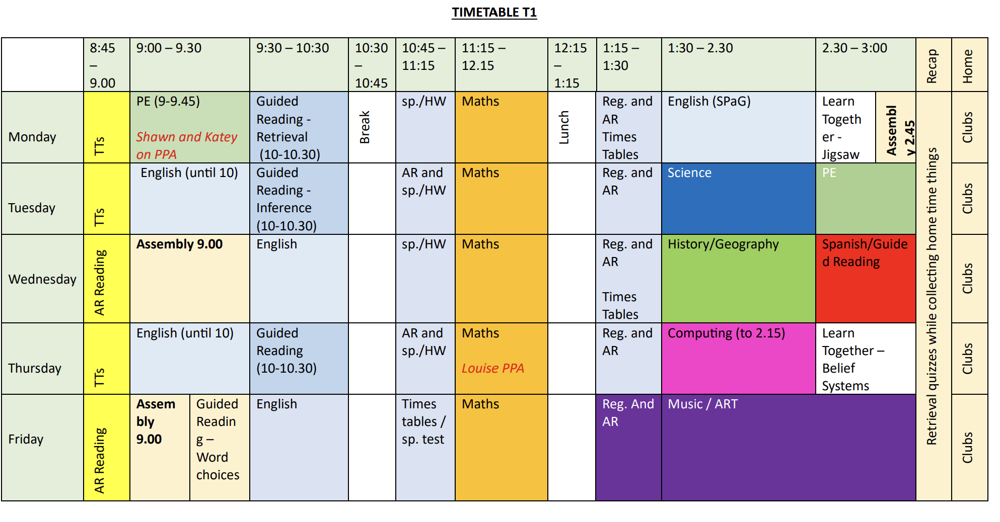 TIMETABLE T1
8:45
–
9.00
9:00 – 9.30
9:30 – 10:30
10:30
–
10:45
10:45 –
11:15
11:15 –
12.15
12:15
–
1:15
1:15 –
1:30
1:30 – 2.30
2.30 – 3:00
Recap
Home
Monday
TTs
PE (9-9.45)
Shawn and Katey
on PPA
Guided
Reading -
Retrieval
(10-10.30)
Break
sp./HW
Maths
Lunch
Reg. and
AR
Times
Tables
English (SPaG)
Learn
Togeth
er -
Jigsaw
Assembl
y 2.45
Retrieval quizzes while collecting home time things
Clubs
Tuesday
TTs
English (until 10)
Guided
Reading -
Inference
(10-10.30)
AR and
sp./HW
Maths
Reg. and
AR
Science
PE
Clubs
Wednesday
AR Reading
Assembly 9.00
English
sp./HW
Maths
Reg. and
AR
Times
Tables
History/Geography
Spanish/Guide
d Reading
Clubs
Thursday
TTs
English (until 10)
Guided
Reading
(10-10.30)
AR and
sp./HW
Maths
Louise PPA
Reg. and
AR
Computing (to 2.15)
Learn
Together –
Belief
Systems
Clubs
Friday
AR Reading
Assem
bly
9.00
Guided
Readin
g –
Word
choices
English
Times
tables /
sp. test
Maths
Reg. And
AR
Music / ART
Clubs